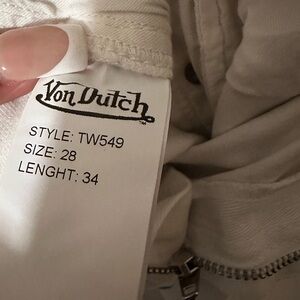 Von Dutch
STYLE: TW549
SIZE: 28
LENGHT: 34